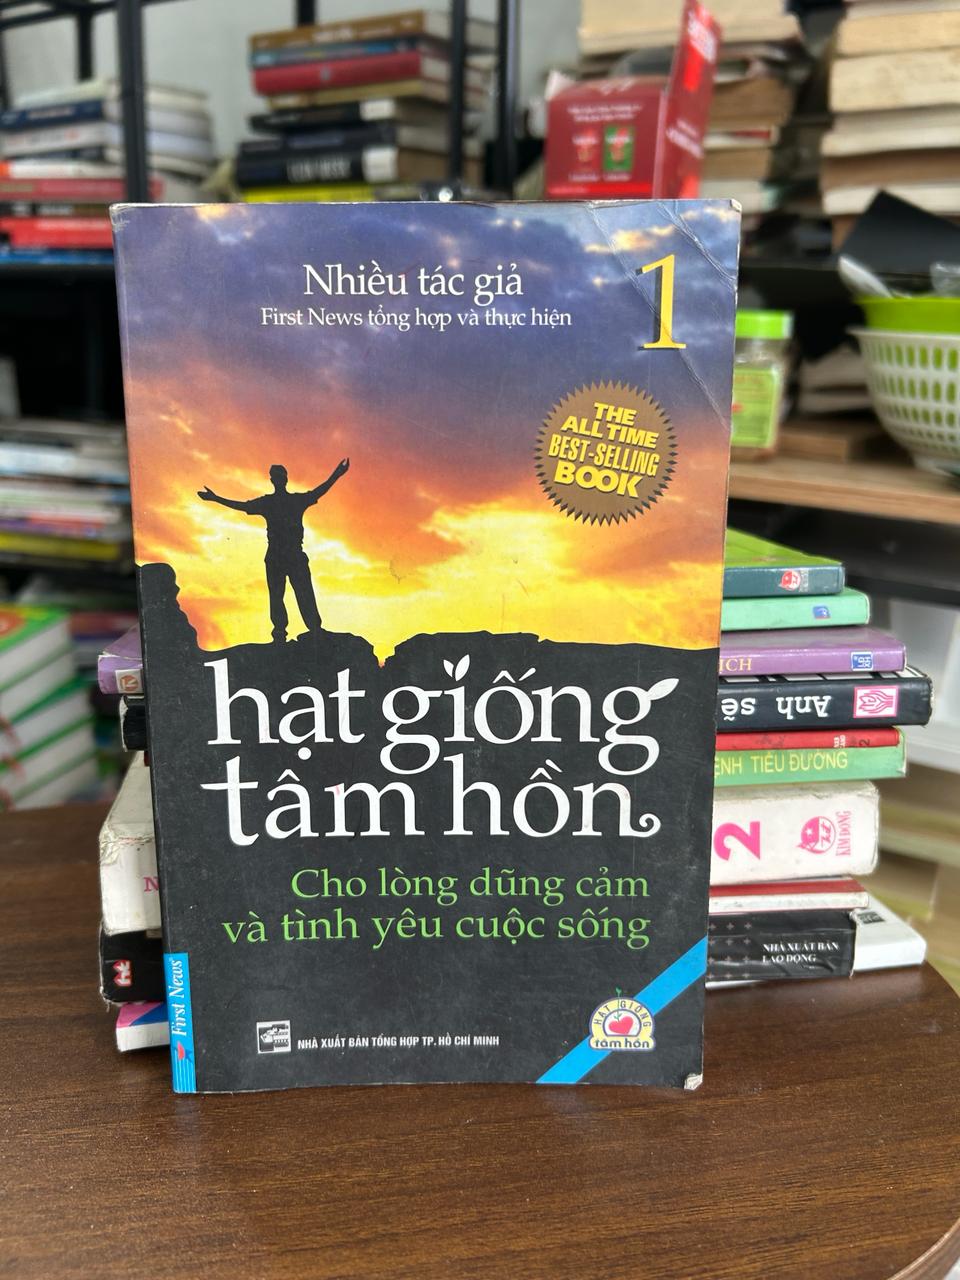 Nhiều tác giả
First News tổng hợp và thực hiện
1
THE
ALL TIME
BEST-SELLING
BOOK
hạt giống
tâm hồn
Cho lòng dũng cảm
và tình yêu cuộc sống
First News
NHÀ XUẤT BẢN TỔNG HỢP TP. HỒ CHÍ MINH
HẠT GIỐNG
tâm hồn
ICH
Anh sẽ
ỆNH TIỂU ĐƯỜNG
2
KIM ĐỒNG
NHÀ XUẤT BẢN
LAO ĐỘNG